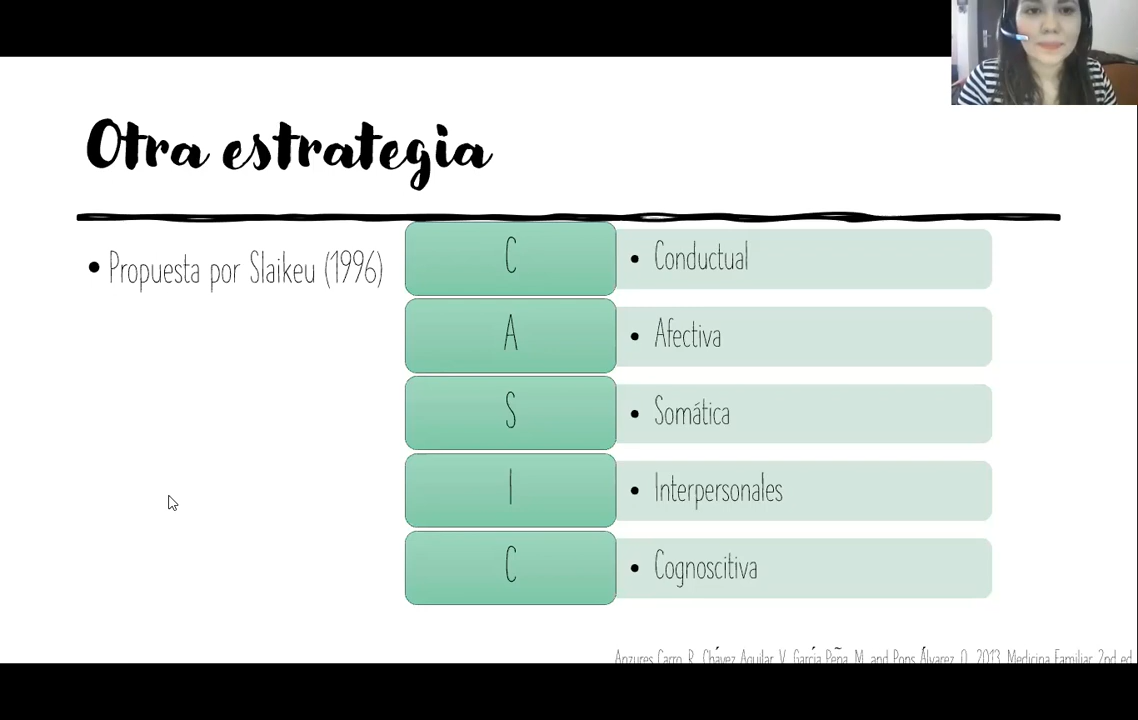 Otra estrategia
• Propuesta por Slaikeu (1996)
C
• Conductual
A
• Afectiva
S
• Somática
I
• Interpersonales
C
• Cognoscitiva
Anzures Carro, R., Chávez Aguilar, V., García Peña, M. and Pons Álvarez, O., 2013. Medicina Familiar. 2nd ed.